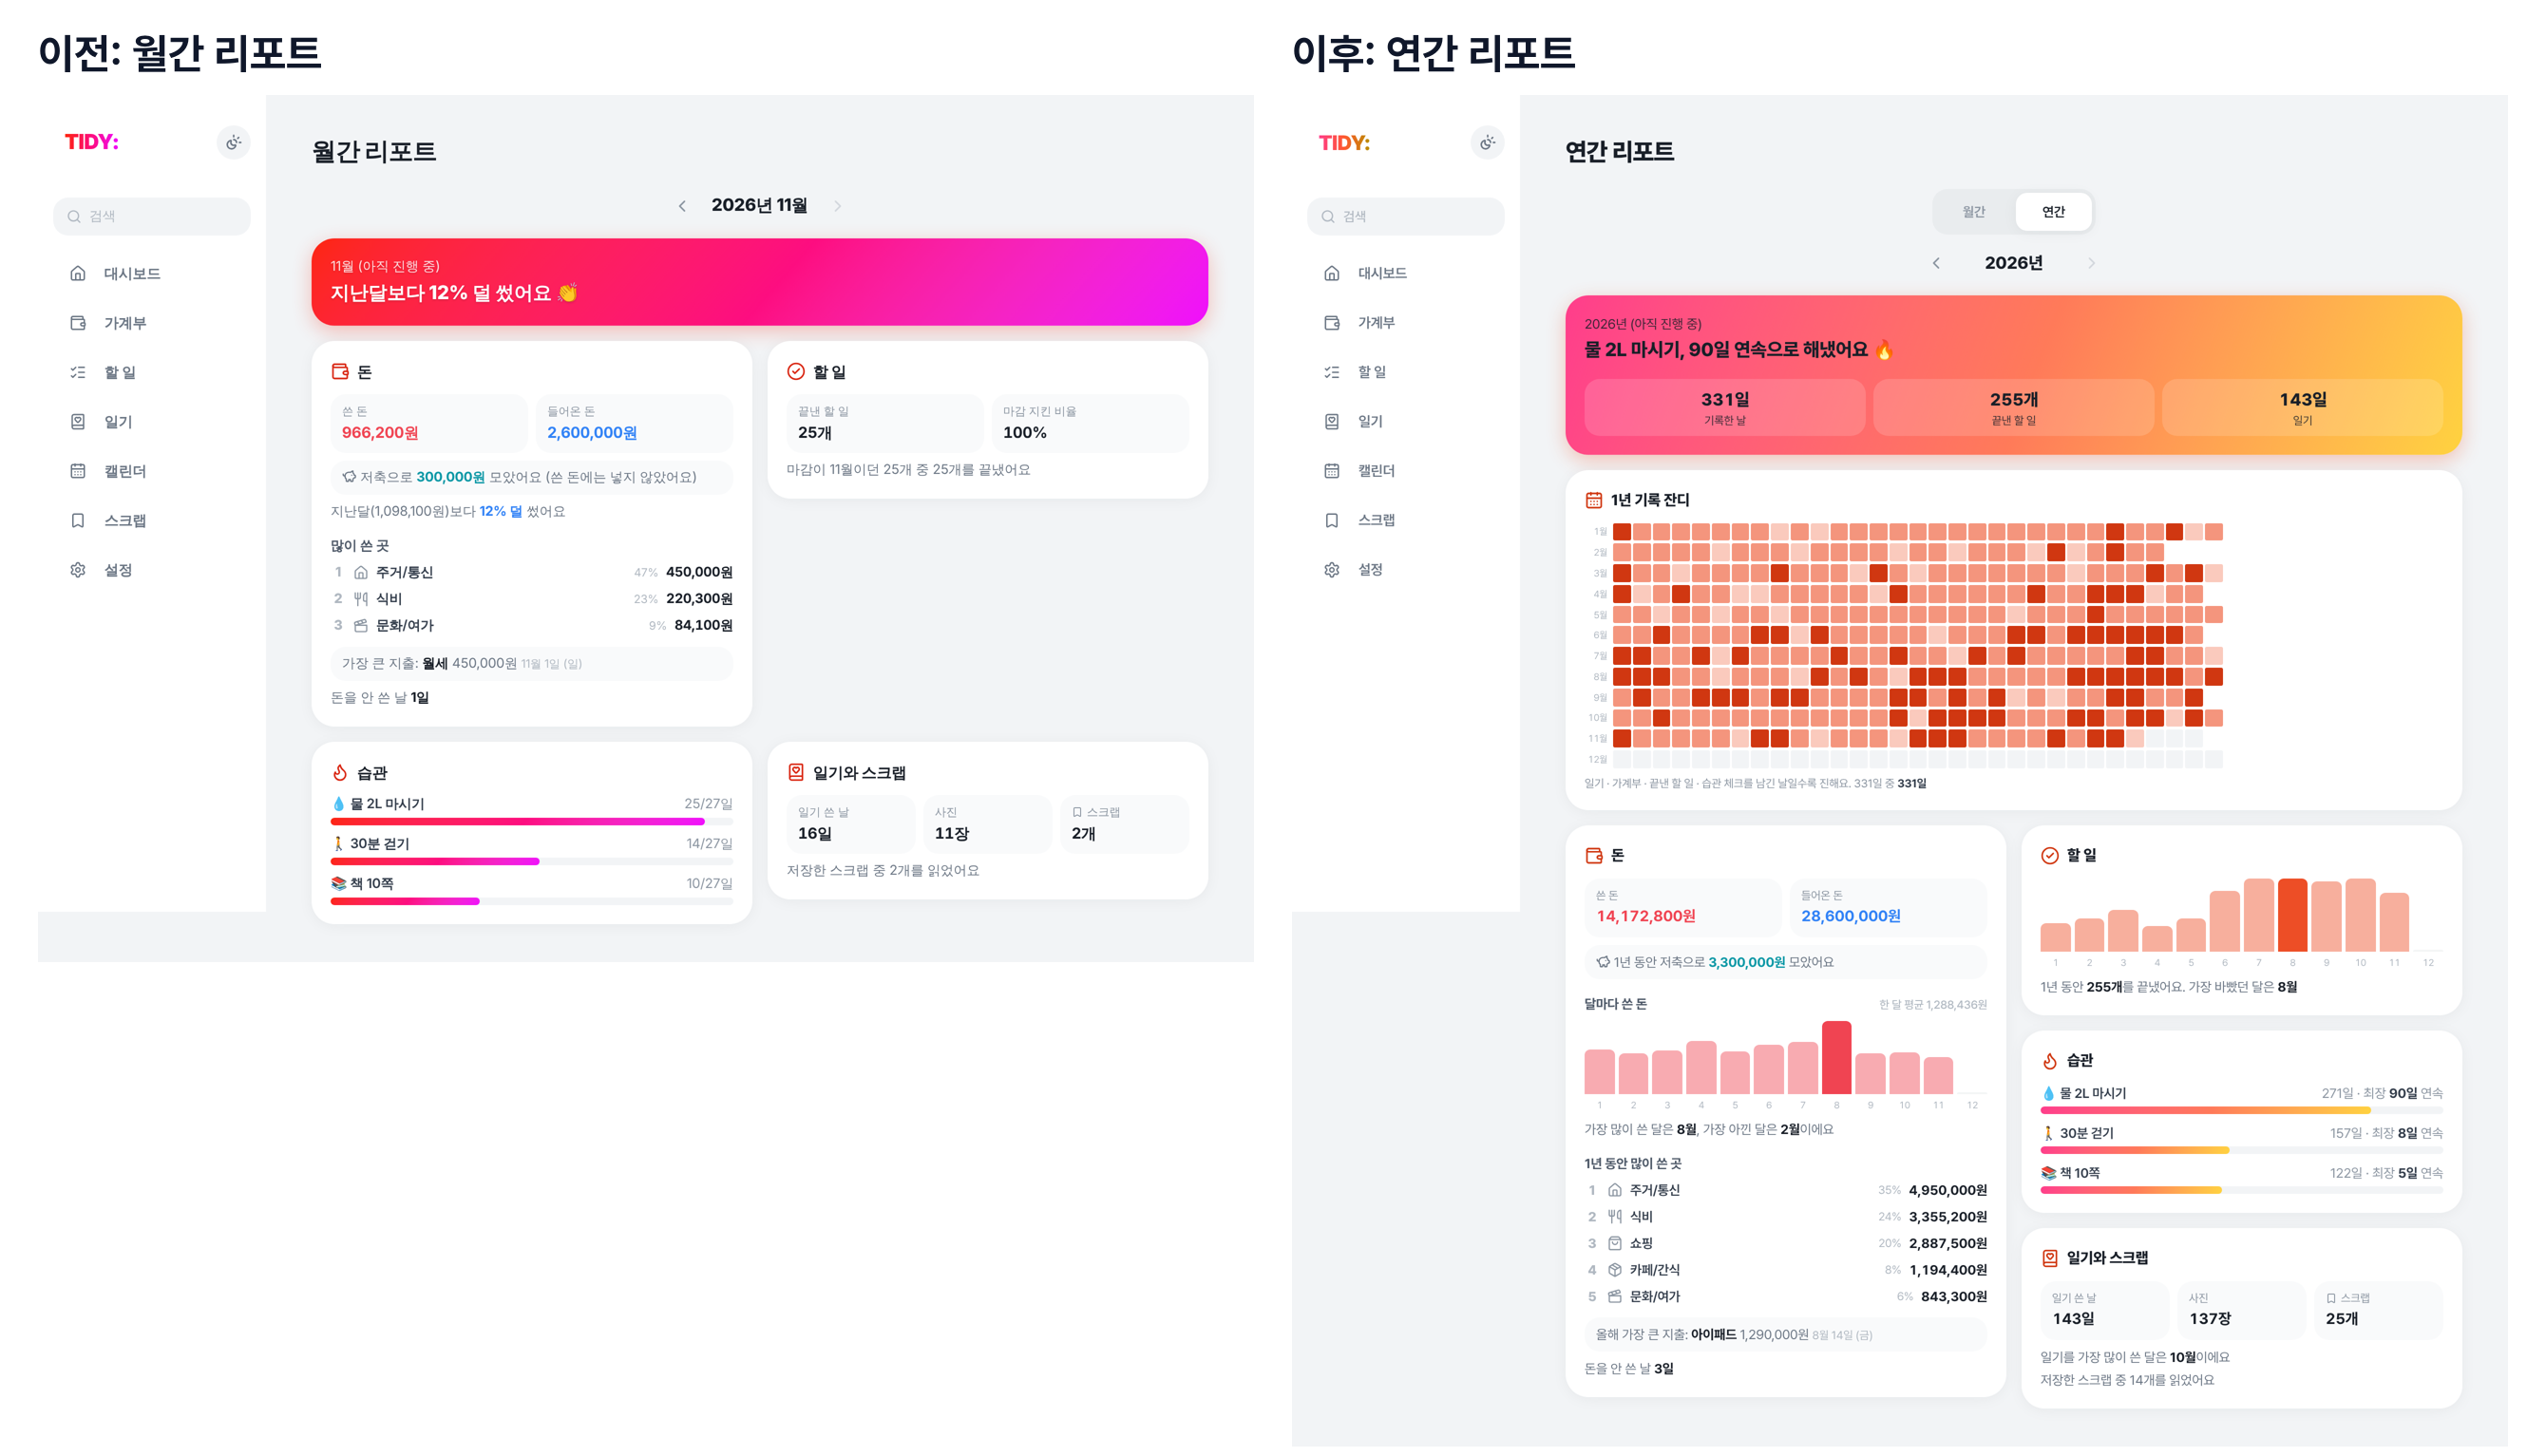 이전: 월간 리포트
TIDY:
검색
대시보드
가계부
할 일
일기
캘린더
스크랩
설정
월간 리포트
2026년 11월
11월 (아직 진행 중)
지난달보다 12% 덜 썼어요 👏
돈
쓴 돈
966,200원
들어온 돈
2,600,000원
저축으로 300,000원 모았어요 (쓴 돈에는 넣지 않았어요)
지난달(1,098,100원)보다 12% 덜 썼어요
많이 쓴 곳
1 주거/통신 47% 450,000원
2 식비 23% 220,300원
3 문화/여가 9% 84,100원
가장 큰 지출: 월세 450,000원 11월 1일 (일)
돈을 안 쓴 날 1일
할 일
끝낸 할 일
25개
마감 지킨 비율
100%
마감이 11월이던 25개 중 25개를 끝냈어요
습관
💧 물 2L 마시기 25/27일
🚶 30분 걷기 14/27일
📚 책 10쪽 10/27일
일기와 스크랩
일기 쓴 날
16일
사진
11장
스크랩
2개
저장한 스크랩 중 2개를 읽었어요
이후: 연간 리포트
TIDY:
검색
대시보드
가계부
할 일
일기
캘린더
스크랩
설정
연간 리포트
월간 연간
2026년
2026년 (아직 진행 중)
물 2L 마시기, 90일 연속으로 해냈어요 🔥
331일
기록한 날
255개
끝낸 할 일
143일
일기
1년 기록 잔디
1월
2월
3월
4월
5월
6월
7월
8월
9월
10월
11월
12월
일기 · 가계부 · 끝낸 할 일 · 습관 체크를 남긴 날일수록 진해요. 331일 중 331일
돈
쓴 돈
14,172,800원
들어온 돈
28,600,000원
1년 동안 저축으로 3,300,000원 모았어요
달마다 쓴 돈 한 달 평균 1,288,436원
1 2 3 4 5 6 7 8 9 10 11 12
가장 많이 쓴 달은 8월, 가장 아낀 달은 2월이에요
1년 동안 많이 쓴 곳
1 주거/통신 35% 4,950,000원
2 식비 24% 3,355,200원
3 쇼핑 20% 2,887,500원
4 카페/간식 8% 1,194,400원
5 문화/여가 6% 843,300원
올해 가장 큰 지출: 아이패드 1,290,000원 8월 14일 (금)
돈을 안 쓴 날 3일
할 일
1 2 3 4 5 6 7 8 9 10 11 12
1년 동안 255개를 끝냈어요. 가장 바빴던 달은 8월
습관
💧 물 2L 마시기 271일 · 최장 90일 연속
🚶 30분 걷기 157일 · 최장 8일 연속
📚 책 10쪽 122일 · 최장 5일 연속
일기와 스크랩
일기 쓴 날
143일
사진
137장
스크랩
25개
일기를 가장 많이 쓴 달은 10월이에요
저장한 스크랩 중 14개를 읽었어요